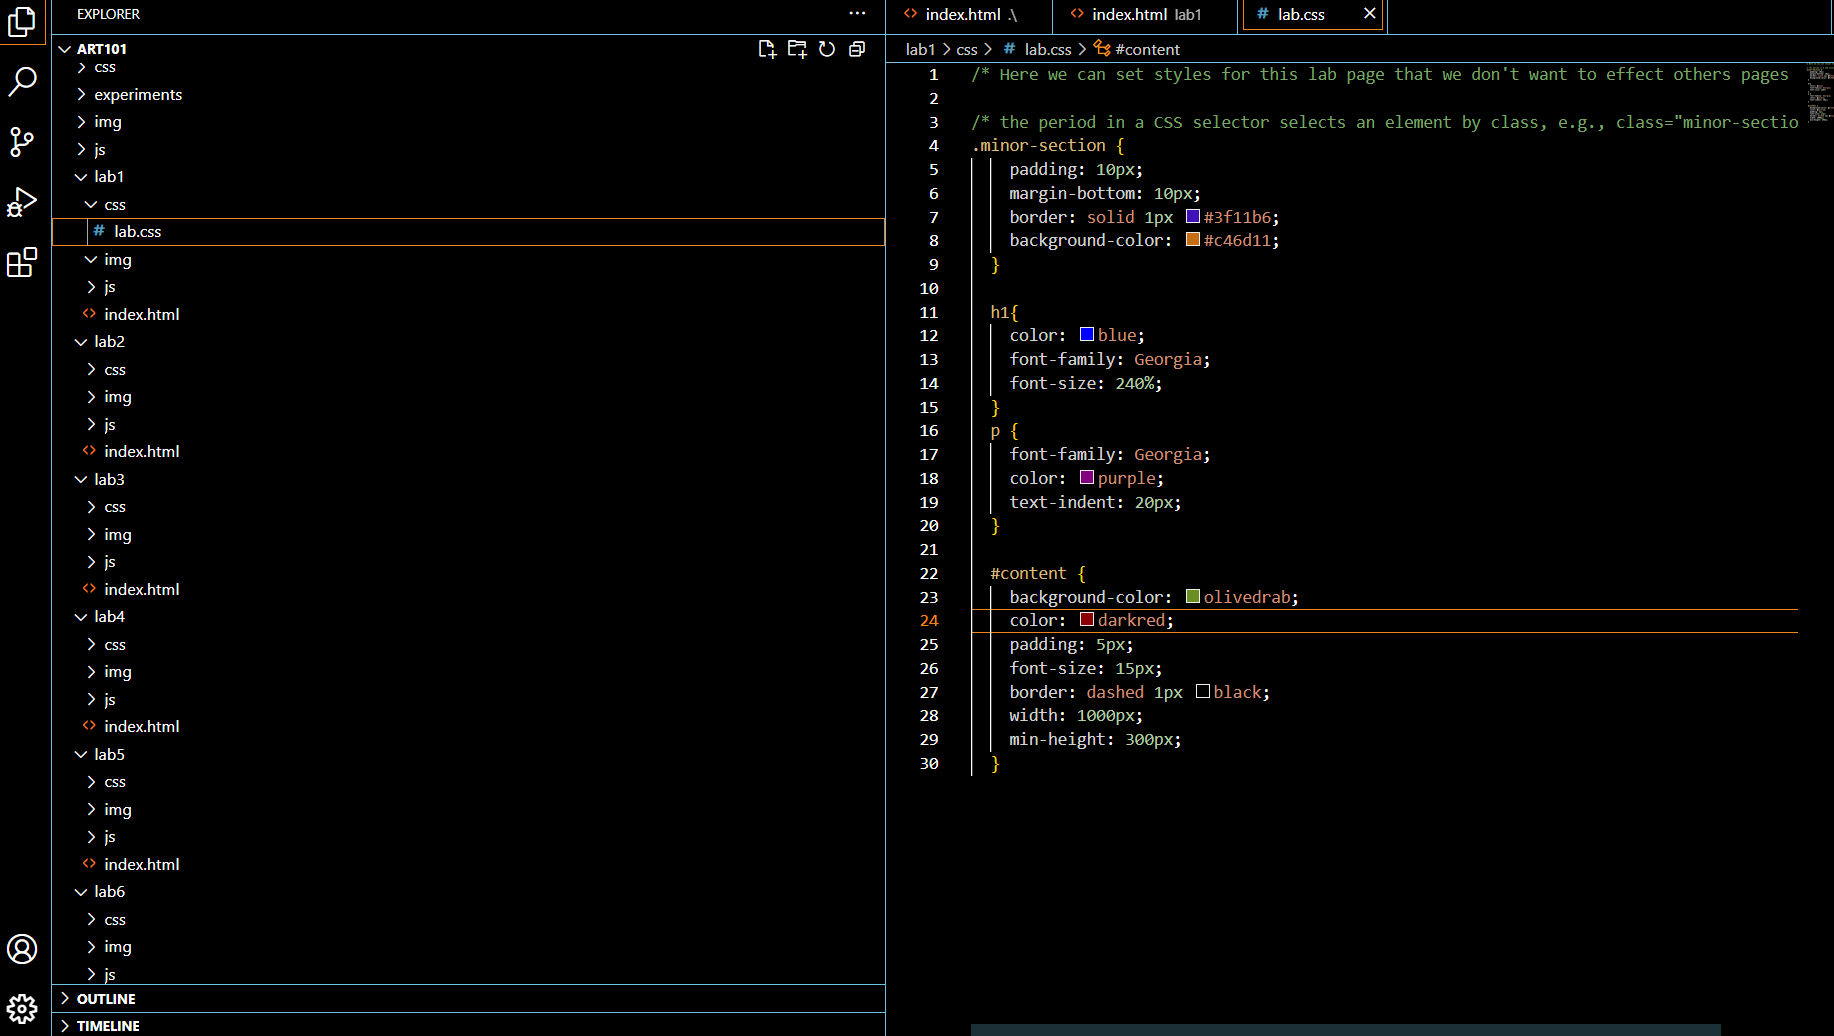 EXPLORER
ART101
css
experiments
img
js
lab1
css
# lab.css
img
js
<> index.html
lab2
css
img
js
<> index.html
lab3
css
img
js
<> index.html
lab4
css
img
js
<> index.html
lab5
css
img
js
<> index.html
lab6
css
img
js
OUTLINE
TIMELINE
<> index.html .\ <> index.html lab1 # lab.css
lab1 > css > # lab.css > #content
1 /* Here we can set styles for this lab page that we don't want to effect others pages
2
3 /* the period in a CSS selector selects an element by class, e.g., class="minor-sectio
4 .minor-section {
5 padding: 10px;
6 margin-bottom: 10px;
7 border: solid 1px #3f11b6;
8 background-color: #c46d11;
9 }
10
11 h1{
12 color: blue;
13 font-family: Georgia;
14 font-size: 240%;
15 }
16 p {
17 font-family: Georgia;
18 color: purple;
19 text-indent: 20px;
20 }
21
22 #content {
23 background-color: olivedrab;
24 color: darkred;
25 padding: 5px;
26 font-size: 15px;
27 border: dashed 1px black;
28 width: 1000px;
29 min-height: 300px;
30 }